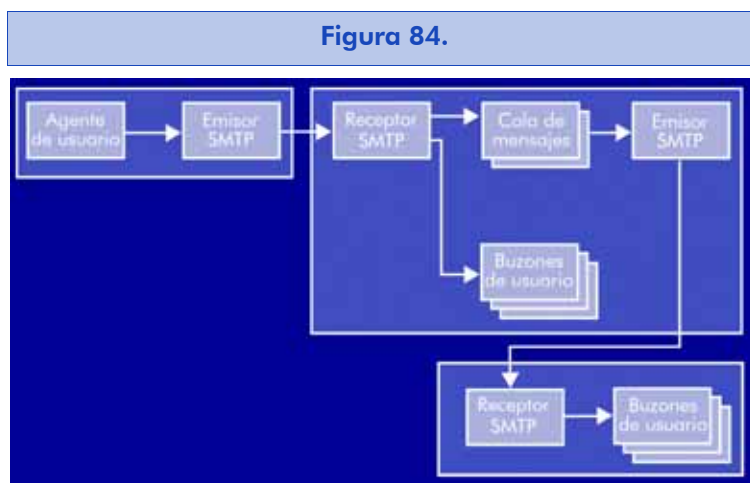 Figura 84.
Agente
de usuario
Emisor
SMTP
Receptor
SMTP
Cola de
mensajes
Emisor
SMTP
Buzones
de usuario
Receptor
SMTP
Buzones
de usuario